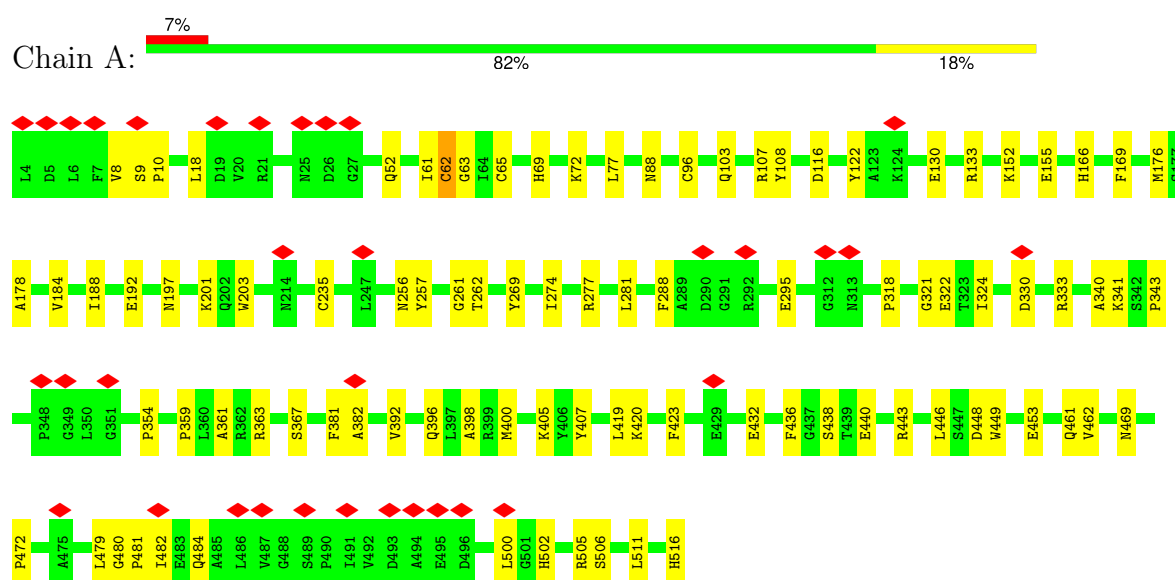 7%
Chain A:
82% 18%
L4 D5 L6 F7 V8 S9 P10 L18 D19 V20 R21 N25 D26 G27 Q52 I61 C62 G63 I64 C65 H69 K72 L77 N88 C96 Q103 R107 Y108 D116 Y122 A123 K124 E130 R133 K152 E155 H166 F169 M176 S177
A178 V184 I188 E192 N197 K201 Q202 W203 N214 C235 L247 N256 Y257 G261 T262 Y269 I274 R277 L281 F288 A289 D290 G291 R292 E295 G312 N313 P318 G321 E322 T323 I324 D330 R333 A340 K341 S342 P343
P348 G349 L350 G351 P354 P359 L360 A361 R362 R363 S367 F381 A382 V392 Q396 L397 A398 R399 M400 K405 Y406 Y407 L419 K420 F423 E429 E432 F436 G437 S438 T439 E440 R443 L446 S447 D448 W449 E453 Q461 V462 N469
P472 A475 L479 G480 P481 I482 E483 Q484 A485 L486 V487 G488 S489 P490 I491 V492 D493 A494 E495 D496 L500 G501 H502 R505 S506 L511 H516